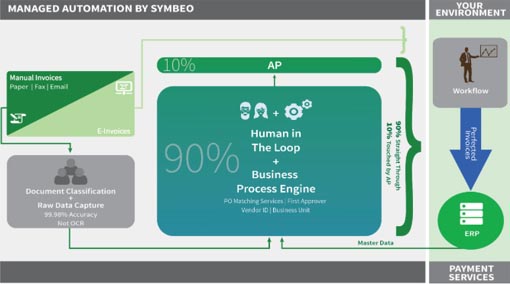 MANAGED AUTOMATION BY SYMBEO
YOUR
ENVIRONMENT
Manual Invoices
Paper | Fax | Email
E-Invoices
10%
AP
Workflow
90%
Human in
The Loop
+
Business
Process Engine
PO Matching Services | First Approver
Vendor ID | Business Unit
90% Straight Through
10% Touched by AP
Perfected
Invoices
Document Classification
+
Raw Data Capture
99.98% Accuracy
Not OCR
ERP
Master Data
PAYMENT
SERVICES